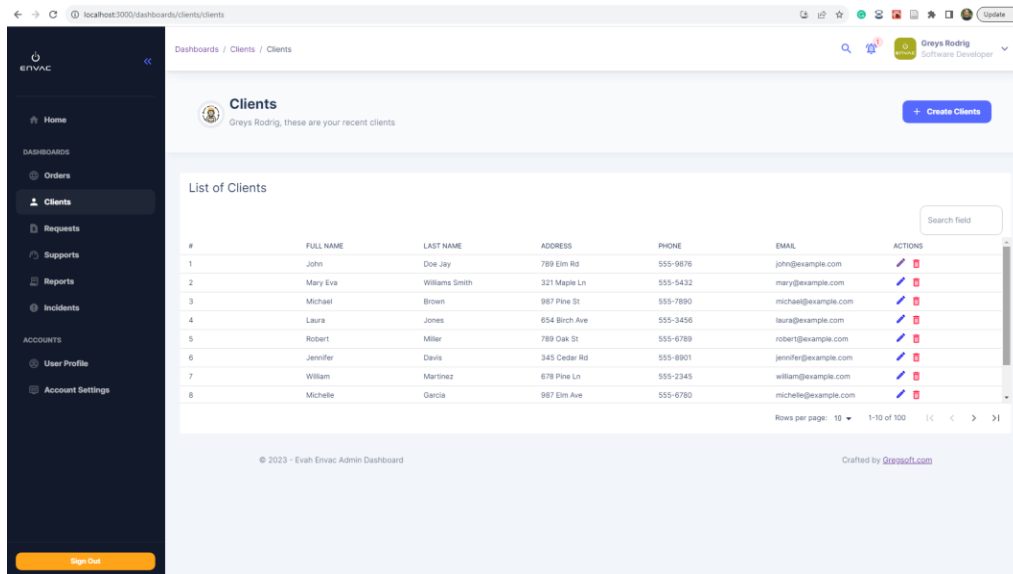 localhost:3000/dashboards/clients/clients
Update
ENVAC
Home
DASHBOARDS
Orders
Clients
Requests
Supports
Reports
Incidents
ACCOUNTS
User Profile
Account Settings
Sign Out
Dashboards / Clients / Clients
1
Greys Rodrig
Software Developer
Clients
Greys Rodrig, these are your recent clients
+ Create Clients
List of Clients
Search field
# FULL NAME LAST NAME ADDRESS PHONE EMAIL ACTIONS
1 John Doe Jay 789 Elm Rd 555-9876 john@example.com
2 Mary Eva Williams Smith 321 Maple Ln 555-5432 mary@example.com
3 Michael Brown 987 Pine St 555-7890 michael@example.com
4 Laura Jones 654 Birch Ave 555-3456 laura@example.com
5 Robert Miller 789 Oak St 555-6789 robert@example.com
6 Jennifer Davis 345 Cedar Rd 555-8901 jennifer@example.com
7 William Martinez 678 Pine Ln 555-2345 william@example.com
8 Michelle Garcia 987 Elm Ave 555-6780 michelle@example.com
Rows per page: 10 1-10 of 100
© 2023 - Evah Envac Admin Dashboard
Crafted by Gregsoft.com